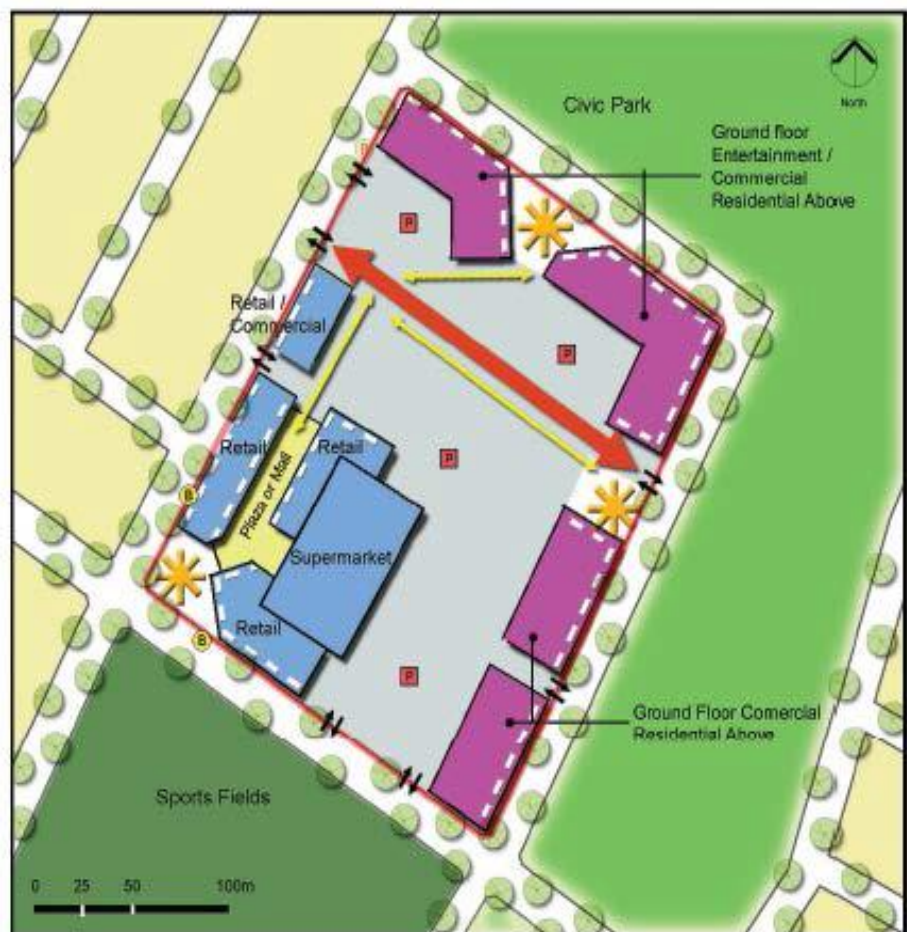 Civic Park
North
Ground floor
Entertainment /
Commercial
Residential Above
P
P
Retail /
Commercial
P
Retail
Retail
P
B
Plaza or Mall
Supermarket
Retail
B
P
Ground Floor Comercial
Residential Above
Sports Fields
0 25 50 100m